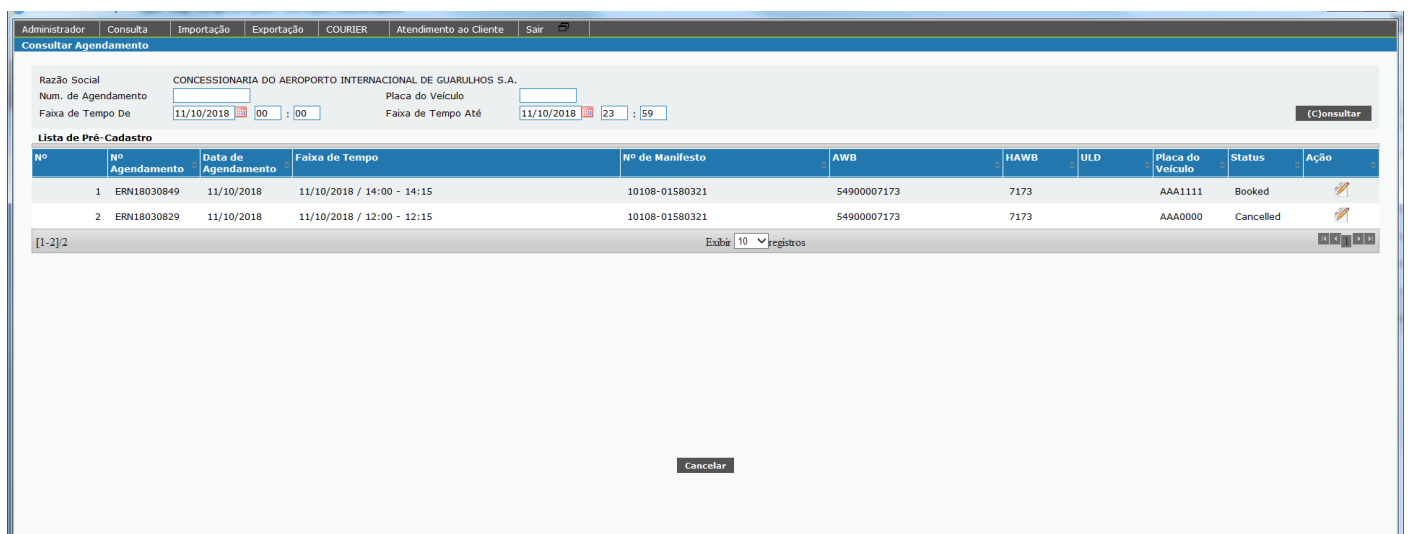 Administrador Consulta Importação Exportação COURIER Atendimento ao Cliente Sair
Consultar Agendamento
Razão Social CONCESSIONARIA DO AEROPORTO INTERNACIONAL DE GUARULHOS S.A.
Num. de Agendamento Placa do Veículo
Faixa de Tempo De 11/10/2018 00 : 00 Faixa de Tempo Até 11/10/2018 23 : 59 (C)onsultar
Lista de Pré-Cadastro
Nº Nº Agendamento Data de Agendamento Faixa de Tempo Nº de Manifesto AWB HAWB ULD Placa do Veículo Status Ação
1 ERN18030849 11/10/2018 11/10/2018 / 14:00 - 14:15 10108-01580321 54900007173 7173 AAA1111 Booked
2 ERN18030829 11/10/2018 11/10/2018 / 12:00 - 12:15 10108-01580321 54900007173 7173 AAA0000 Cancelled
[1-2]/2 Exibir 10 registros 1
Cancelar